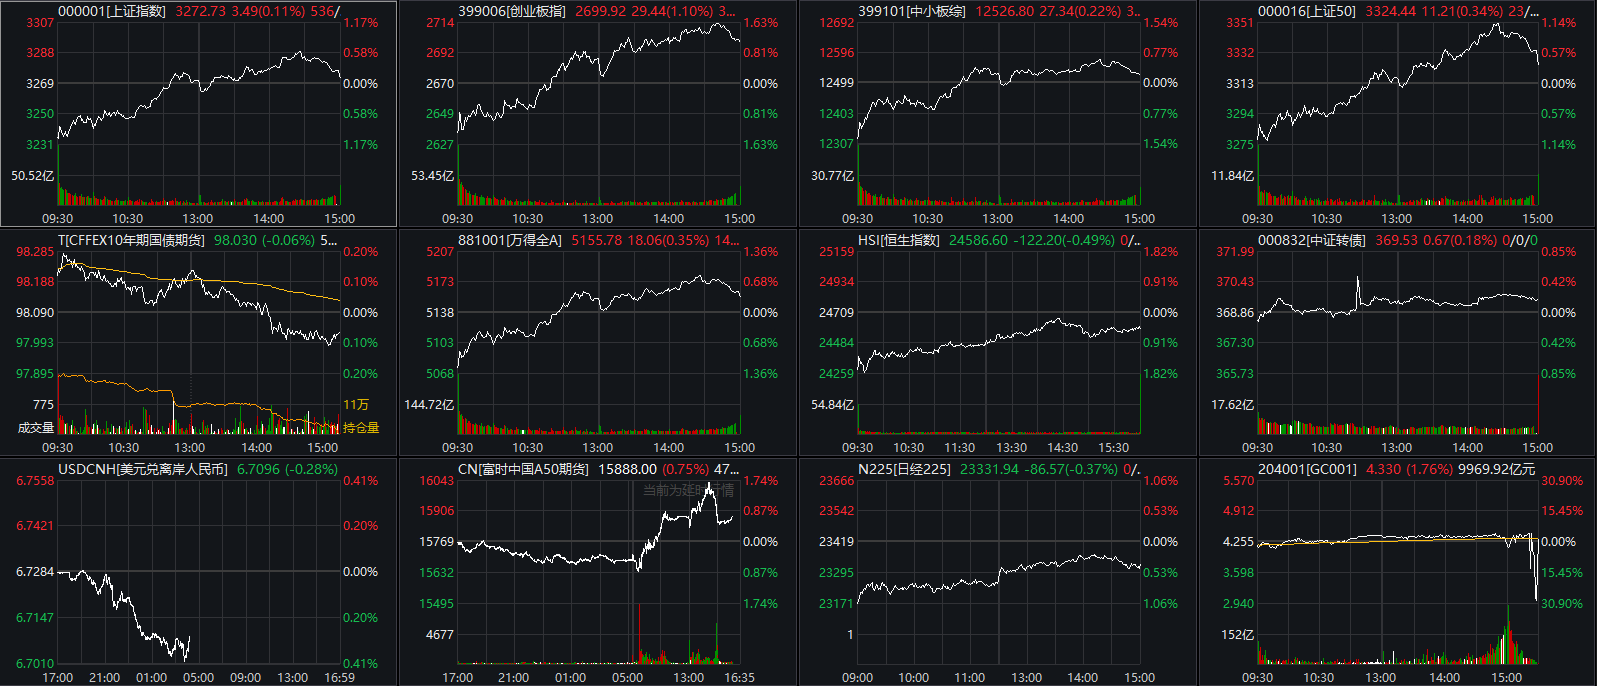 000001[上证指数] 3272.73 3.49(0.11%) 536/
3307 1.17%
3288 0.58%
3269 0.00%
3250 0.58%
3231 1.17%
50.52亿
09:30 10:30 13:00 14:00 15:00
399006[创业板指] 2699.92 29.44(1.10%) 3...
2714 1.63%
2692 0.81%
2670 0.00%
2649 0.81%
2627 1.63%
53.45亿
09:30 10:30 13:00 14:00 15:00
399101[中小板综] 12526.80 27.34(0.22%) 3..
12692 1.54%
12596 0.77%
12499 0.00%
12403 0.77%
12307 1.54%
30.77亿
09:30 10:30 13:00 14:00 15:00
000016[上证50] 3324.44 11.21(0.34%) 23/...
3351 1.14%
3332 0.57%
3313 0.00%
3294 0.57%
3275 1.14%
11.84亿
09:30 10:30 13:00 14:00 15:00
T[CFFEX10年期国债期货] 98.030 (-0.06%) 5...
98.285 0.20%
98.188 0.10%
98.090 0.00%
97.993 0.10%
97.895 0.20%
775 11万
成交量 持仓量
09:30 10:30 13:00 14:00 15:00
881001[万得全A] 5155.78 18.06(0.35%) 14...
5207 1.36%
5173 0.68%
5138 0.00%
5103 0.68%
5068 1.36%
144.72亿
09:30 10:30 13:00 14:00 15:00
HSI[恒生指数] 24586.60 -122.20(-0.49%) 0/..
25159 1.82%
24934 0.91%
24709 0.00%
24484 0.91%
24259 1.82%
54.84亿
09:30 10:30 11:30 13:30 14:30 15:30
000832[中证转债] 369.53 0.67(0.18%) 0/0/0
371.99 0.85%
370.43 0.42%
368.86 0.00%
367.30 0.42%
365.73 0.85%
17.62亿
09:30 10:30 13:00 14:00 15:00
USDCNH[美元兑离岸人民币] 6.7096 (-0.28%)
6.7558 0.41%
6.7421 0.20%
6.7284 0.00%
6.7147 0.20%
6.7010 0.41%
17:00 21:00 01:00 05:00 09:00 13:00 16:59
CN[富时中国A50期货] 15888.00 (0.75%) 47...
当前为延时行情
16043 1.74%
15906 0.87%
15769 0.00%
15632 0.87%
15495 1.74%
4677
17:00 21:00 01:00 05:00 13:00 16:35
N225[日经225] 23331.94 -86.57(-0.37%) 0/.
23666 1.06%
23542 0.53%
23419 0.00%
23295 0.53%
23171 1.06%
1
09:00 10:00 11:00 13:00 14:00 15:00
204001[GC001] 4.330 (1.76%) 9969.92亿元
5.570 30.90%
4.912 15.45%
4.255 0.00%
3.598 15.45%
2.940 30.90%
152亿
09:30 10:30 13:00 14:00 15:00